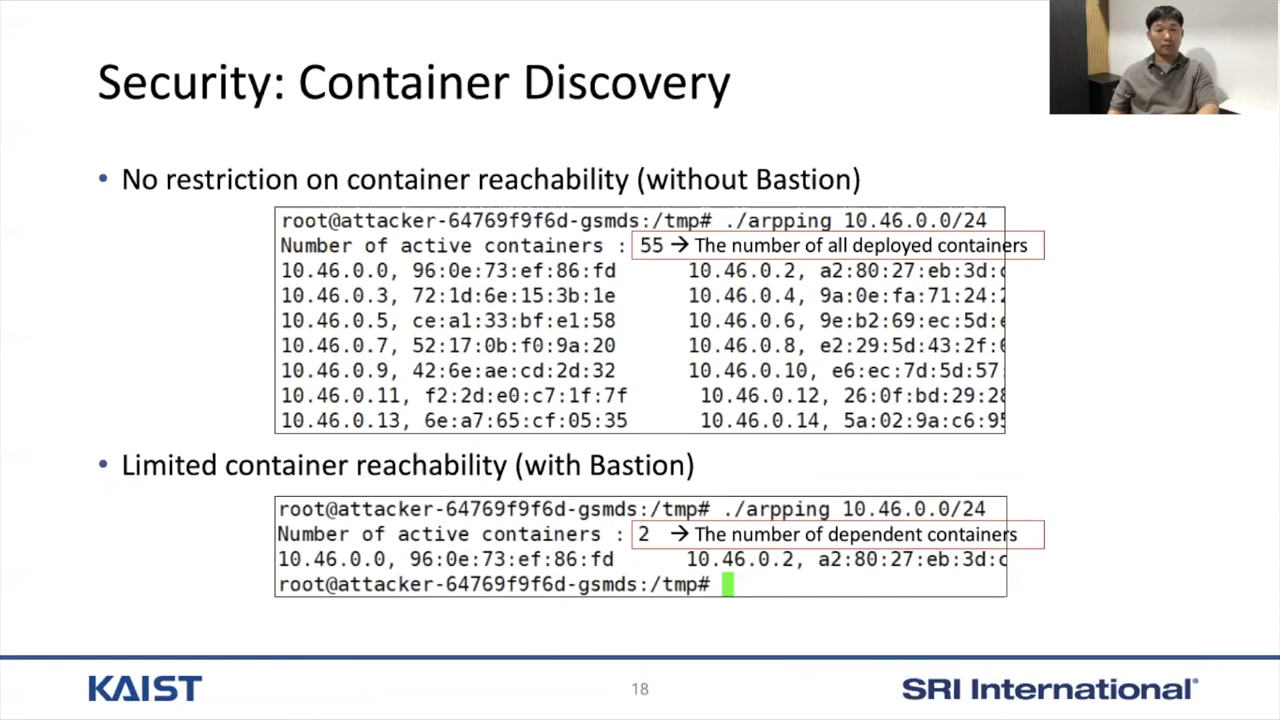 Security: Container Discovery
• No restriction on container reachability (without Bastion)
root@attacker-64769f9f6d-gsmds:/tmp# ./arpping 10.46.0.0/24
Number of active containers : 55 → The number of all deployed containers
10.46.0.0, 96:0e:73:ef:86:fd 10.46.0.2, a2:80:27:eb:3d:
10.46.0.3, 72:1d:6e:15:3b:1e 10.46.0.4, 9a:0e:fa:71:24:
10.46.0.5, ce:a1:33:bf:e1:58 10.46.0.6, 9e:b2:69:ec:5d:
10.46.0.7, 52:17:0b:f0:9a:20 10.46.0.8, e2:29:5d:43:2f:
10.46.0.9, 42:6e:ae:cd:2d:32 10.46.0.10, e6:ec:7d:5d:57
10.46.0.11, f2:2d:e0:c7:1f:7f 10.46.0.12, 26:0f:bd:29:28
10.46.0.13, 6e:a7:65:cf:05:35 10.46.0.14, 5a:02:9a:c6:95
• Limited container reachability (with Bastion)
root@attacker-64769f9f6d-gsmds:/tmp# ./arpping 10.46.0.0/24
Number of active containers : 2 → The number of dependent containers
10.46.0.0, 96:0e:73:ef:86:fd 10.46.0.2, a2:80:27:eb:3d:
root@attacker-64769f9f6d-gsmds:/tmp#
KAIST
18
SRI International®